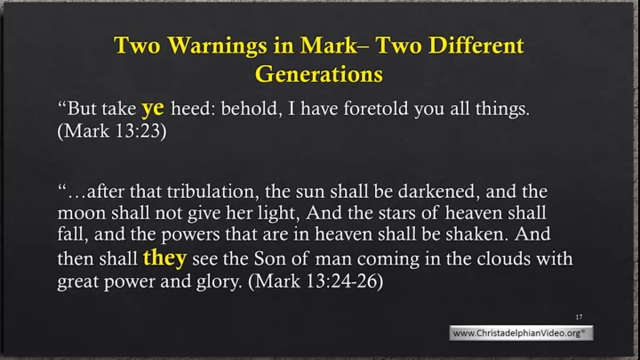 Two Warnings in Mark– Two Different
Generations
“But take ye heed: behold, I have foretold you all things.
(Mark 13:23)
“…after that tribulation, the sun shall be darkened, and the
moon shall not give her light, And the stars of heaven shall
fall, and the powers that are in heaven shall be shaken. And
then shall they see the Son of man coming in the clouds with
great power and glory. (Mark 13:24-26)
17
www.ChristadelphianVideo.org®